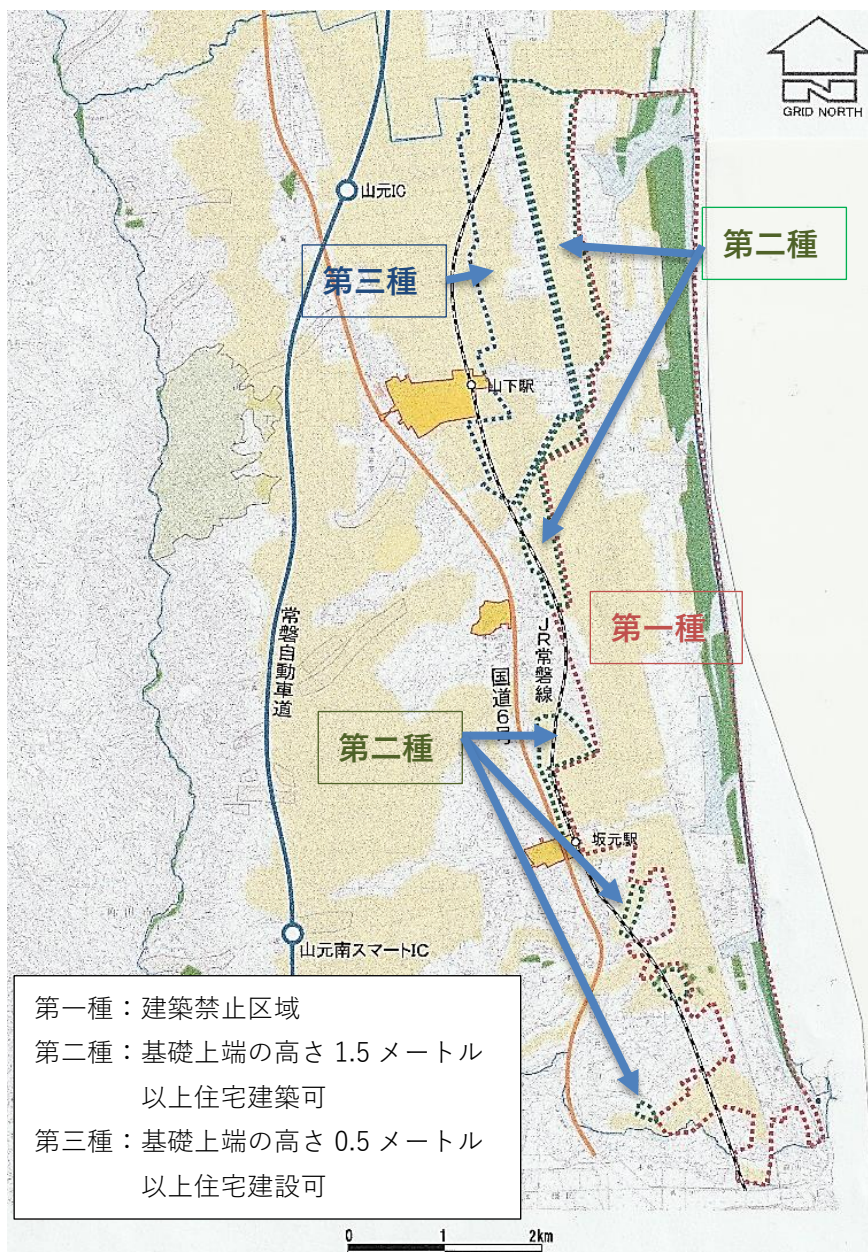 GRID NORTH
山元IC
第二種
第三種
山下駅
第一種
JR常磐線
常磐自動車道
国道6号
第二種
坂元駅
山元南スマートIC
第一種：建築禁止区域
第二種：基礎上端の高さ 1.5 メートル
以上住宅建築可
第三種：基礎上端の高さ 0.5 メートル
以上住宅建設可
0 1 2km